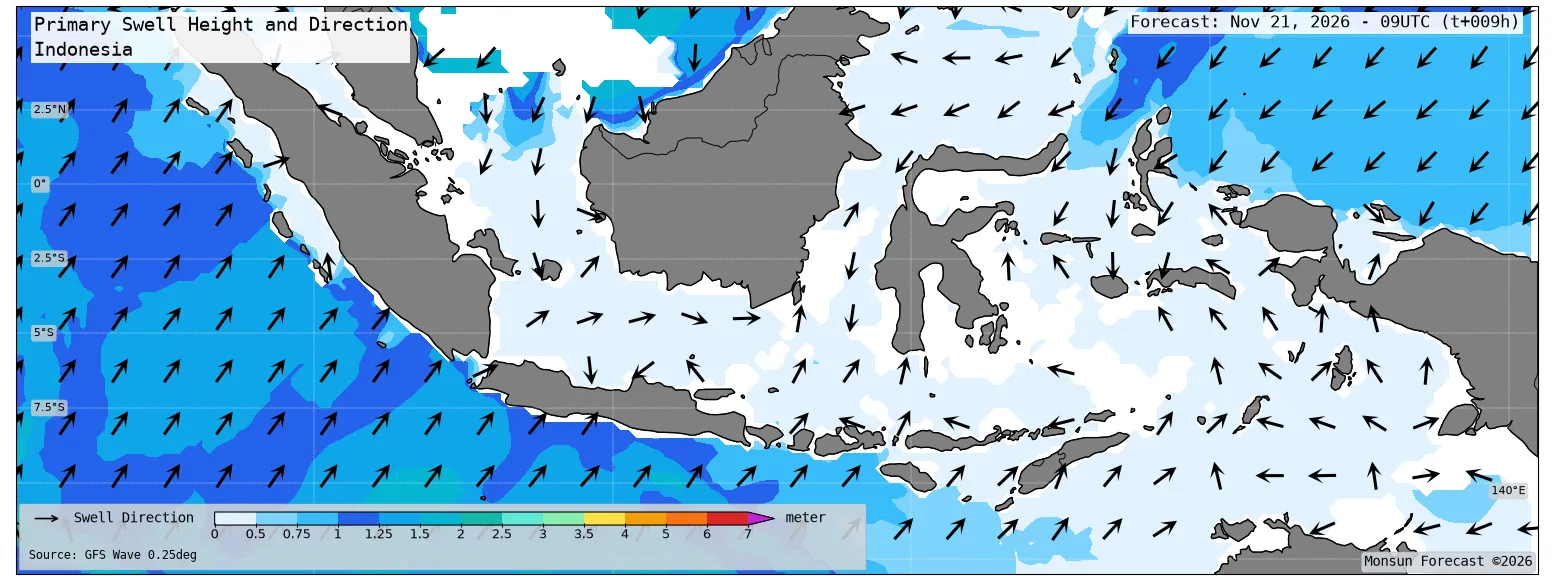 Primary Swell Height and Direction
Indonesia
Forecast: Nov 21, 2026 - 09UTC (t+009h)
2.5°N
0°
2.5°S
5°S
7.5°S
140°E
Swell Direction
meter
0 0.5 0.75 1 1.25 1.5 2 2.5 3 3.5 4 5 6 7
Source: GFS Wave 0.25deg
Monsun Forecast ©2026